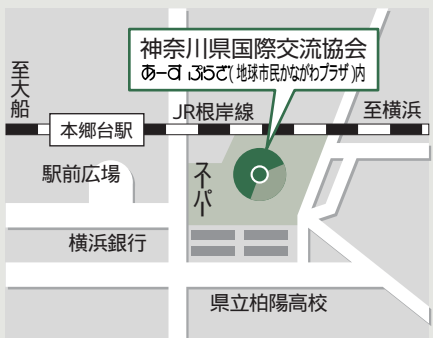 神奈川県国際交流協会
あーすぷらざ(地球市民かながわプラザ)内
至大船
JR根岸線
至横浜
本郷台駅
駅前広場
スーパー
横浜銀行
県立柏陽高校